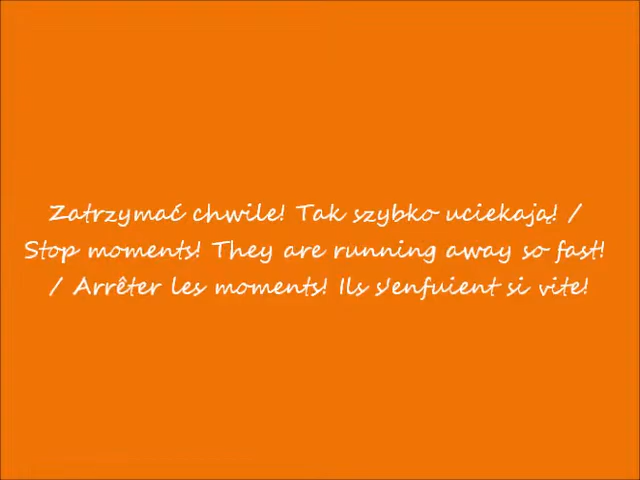 Zatrzymać chwile! Tak szybko uciekają! /
Stop moments! They are running away so fast!
/ Arrêter les moments! Ils s'enfuient si vite!